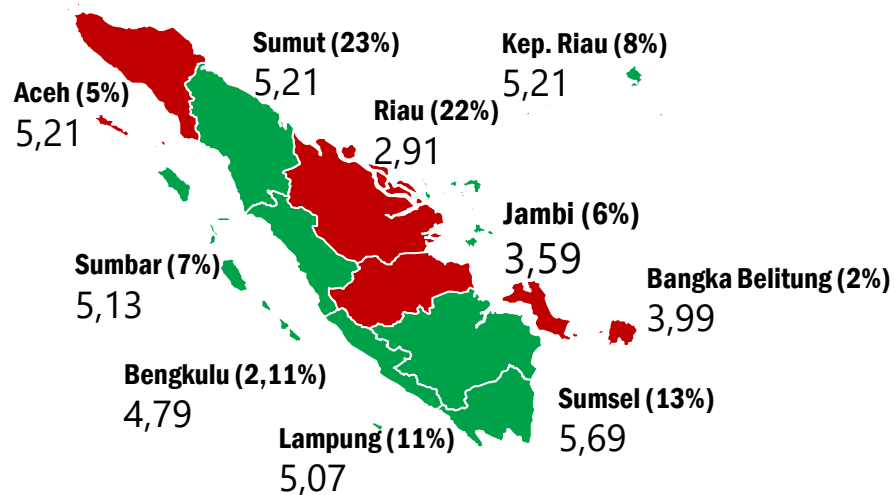 Sumut (23%)
5,21
Kep. Riau (8%)
5,21
Aceh (5%)
5,21
Riau (22%)
2,91
Jambi (6%)
3,59
Sumbar (7%)
5,13
Bangka Belitung (2%)
3,99
Bengkulu (2,11%)
4,79
Sumsel (13%)
5,69
Lampung (11%)
5,07